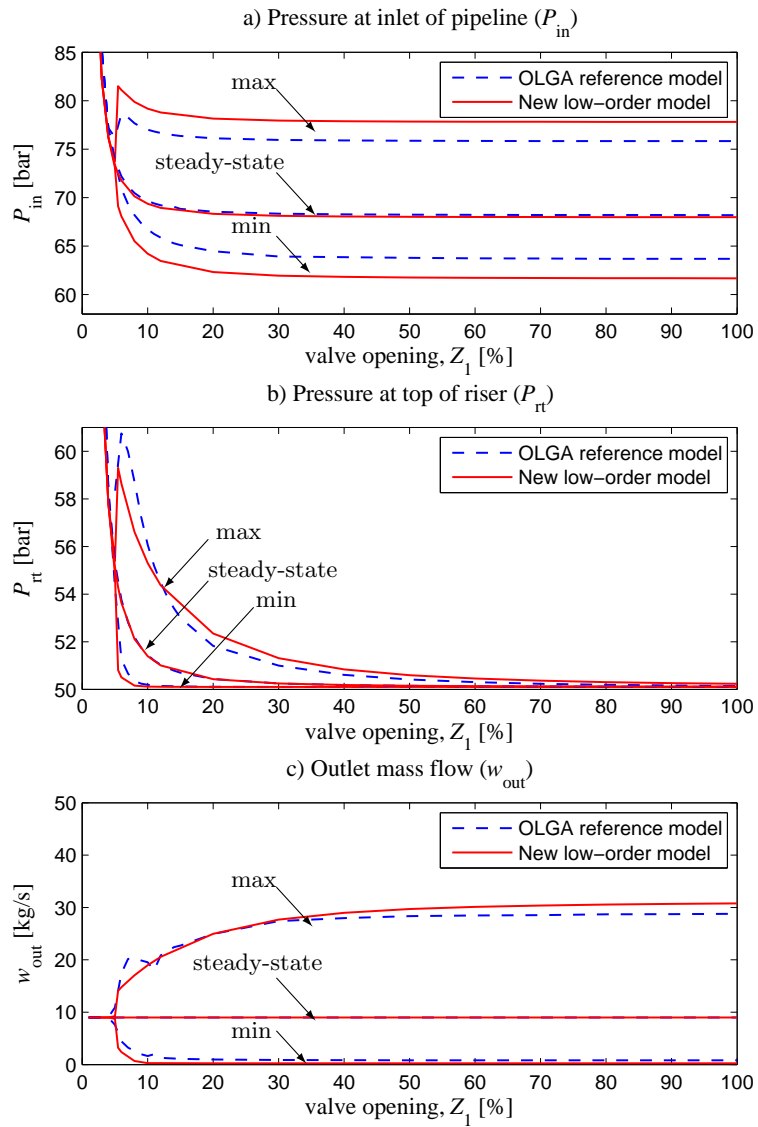 a) Pressure at inlet of pipeline (P_in)
85
80
75
70
65
60
P_in [bar]
max
steady-state
min
OLGA reference model
New low−order model
0 10 20 30 40 50 60 70 80 90 100
valve opening, Z_1 [%]
b) Pressure at top of riser (P_rt)
60
58
56
54
52
50
P_rt [bar]
OLGA reference model
New low−order model
max
steady-state
min
0 10 20 30 40 50 60 70 80 90 100
valve opening, Z_1 [%]
c) Outlet mass flow (w_out)
50
40
30
20
10
0
w_out [kg/s]
OLGA reference model
New low−order model
max
steady-state
min
0 10 20 30 40 50 60 70 80 90 100
valve opening, Z_1 [%]